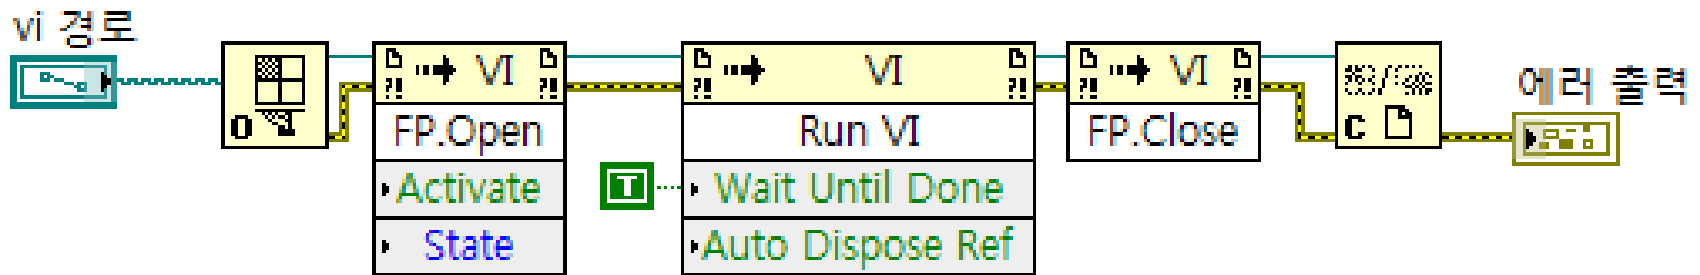 vi 경로
에러 출력
O
?! VI ?!
FP.Open
Activate
State
T
?! VI ?!
Run VI
Wait Until Done
Auto Dispose Ref
?! VI ?!
FP.Close
C